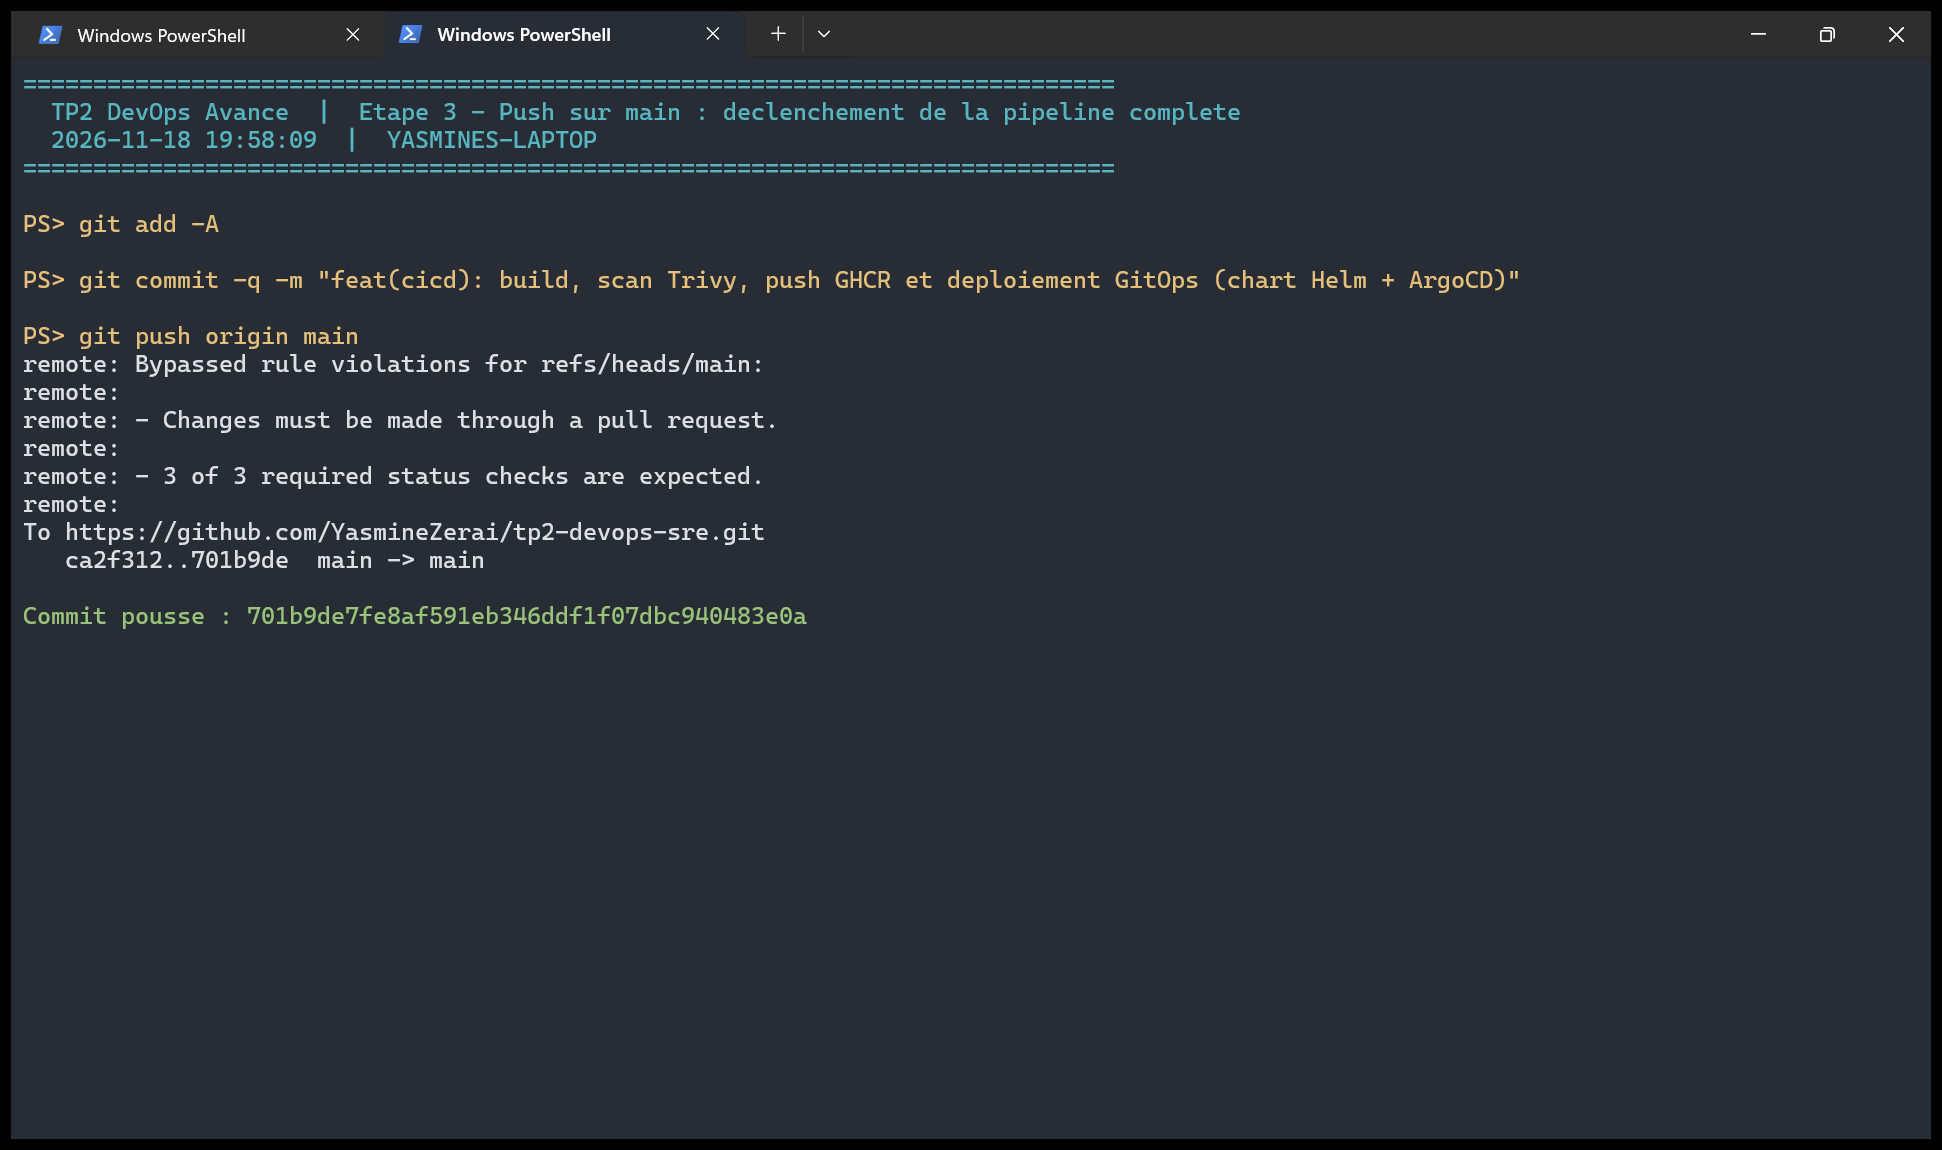 Windows PowerShell
Windows PowerShell
==============================================================================
TP2 DevOps Avance | Etape 3 - Push sur main : declenchement de la pipeline complete
2026-11-18 19:58:09 | YASMINES-LAPTOP
==============================================================================
PS> git add -A
PS> git commit -q -m "feat(cicd): build, scan Trivy, push GHCR et deploiement GitOps (chart Helm + ArgoCD)"
PS> git push origin main
remote: Bypassed rule violations for refs/heads/main:
remote:
remote: - Changes must be made through a pull request.
remote:
remote: - 3 of 3 required status checks are expected.
remote:
To https://github.com/YasmineZerai/tp2-devops-sre.git
ca2f312..701b9de  main -> main
Commit pousse : 701b9de7fe8af591eb346ddf1f07dbc940483e0a